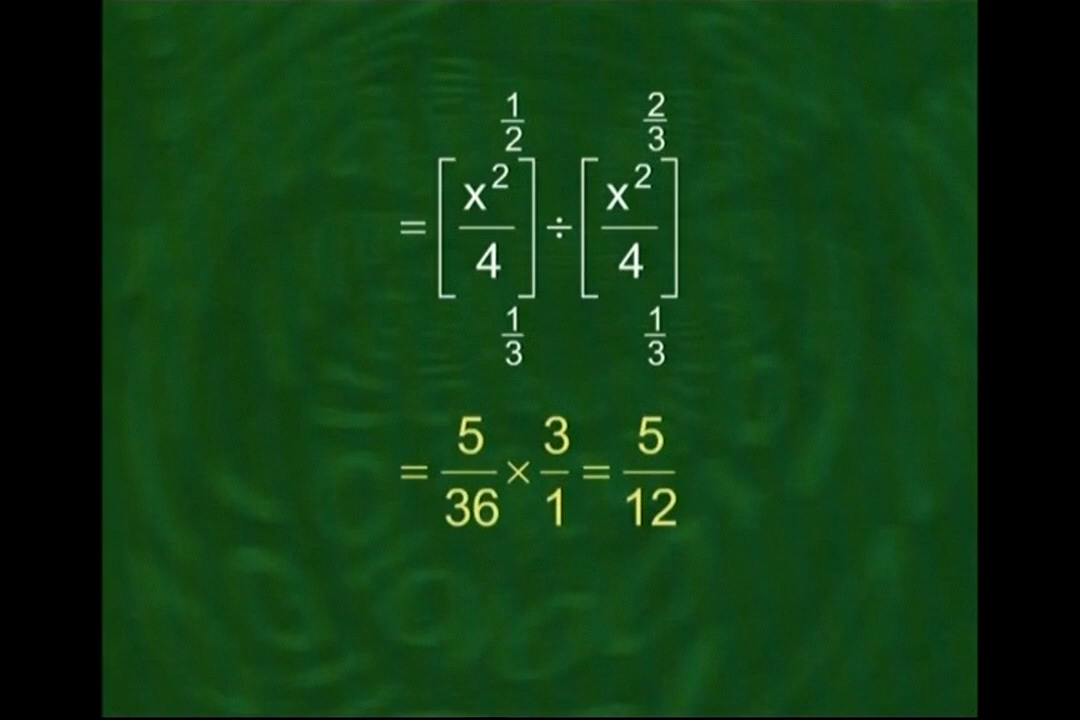 = [x²/4]_{1/3}^{1/2} ÷ [x²/4]_{1/3}^{2/3}
= 5/36 × 3/1 = 5/12